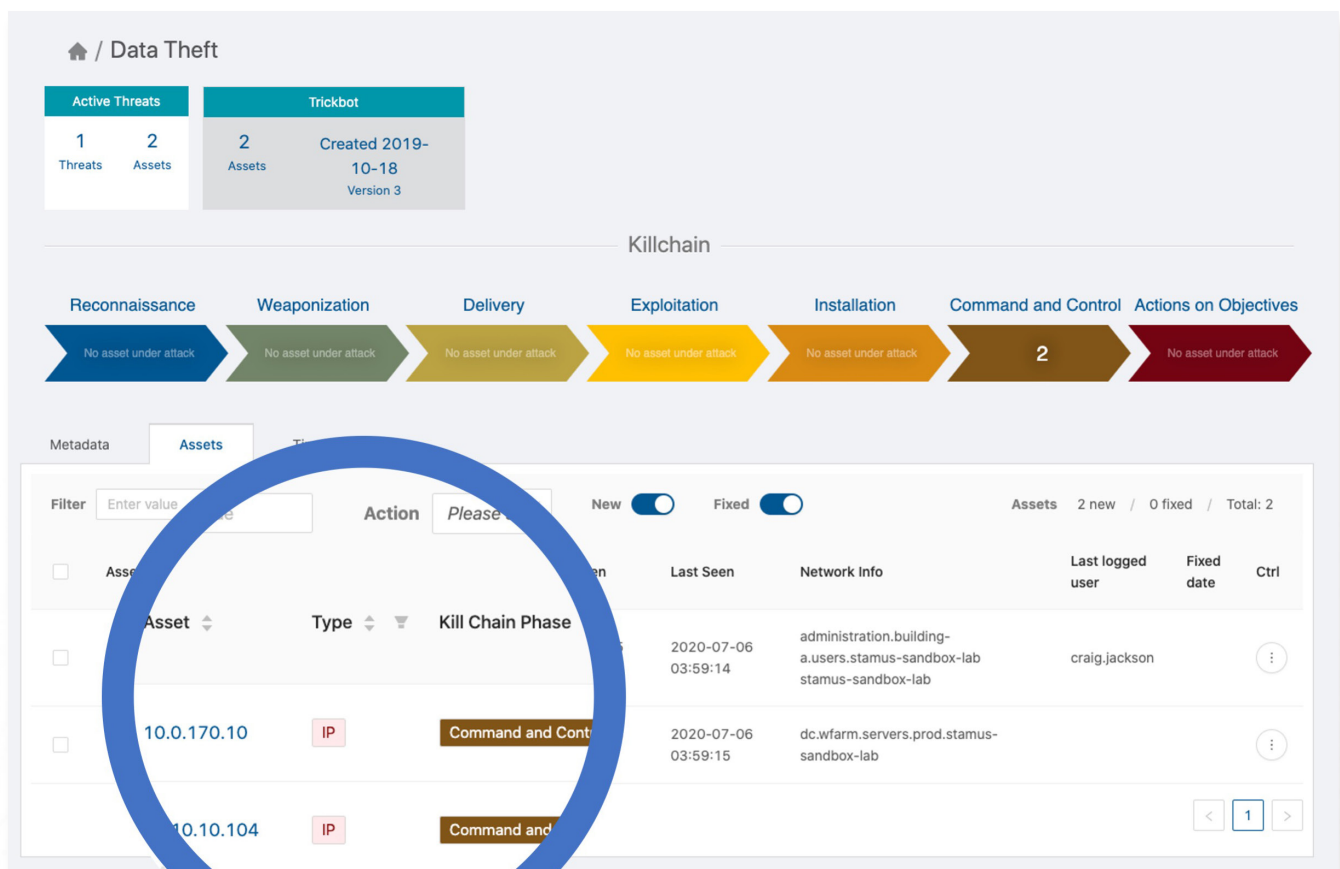 / Data Theft
Active Threats
Trickbot
1 2 2 Created 2019-
Threats Assets Assets 10-18
Version 3
Killchain
Reconnaissance Weaponization Delivery Exploitation Installation Command and Control Actions on Objectives
No asset under attack No asset under attack No asset under attack No asset under attack No asset under attack 2 No asset under attack
Metadata Assets
Filter Enter value Action Please New Fixed Assets 2 new / 0 fixed / Total: 2
Last Seen Network Info Last logged user Fixed date Ctrl
Asset Type Kill Chain Phase
2020-07-06 03:59:14 administration.building-a.users.stamus-sandbox-lab stamus-sandbox-lab craig.jackson
10.0.170.10 IP Command and
2020-07-06 03:59:15 dc.wfarm.servers.prod.stamus-sandbox-lab
1
10.10.104 IP Command and